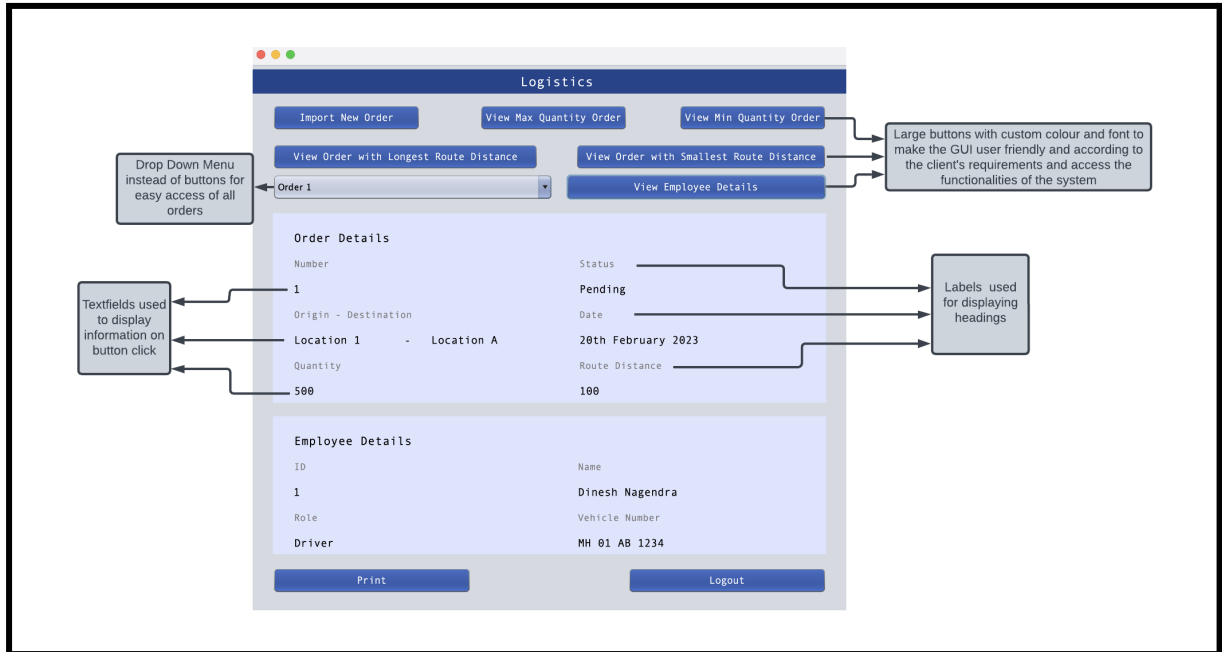 Logistics
Import New Order
View Max Quantity Order
View Min Quantity Order
View Order with Longest Route Distance
View Order with Smallest Route Distance
Order 1
View Employee Details
Large buttons with custom colour and font to
make the GUI user friendly and according to
the client's requirements and access the
functionalities of the system
Drop Down Menu
instead of buttons for
easy access of all
orders
Order Details
Number
Status
1
Pending
Origin - Destination
Date
Location 1 - Location A
20th February 2023
Quantity
Route Distance
500
100
Textfields used
to display
information on
button click
Labels used
for displaying
headings
Employee Details
ID
Name
1
Dinesh Nagendra
Role
Vehicle Number
Driver
MH 01 AB 1234
Print
Logout